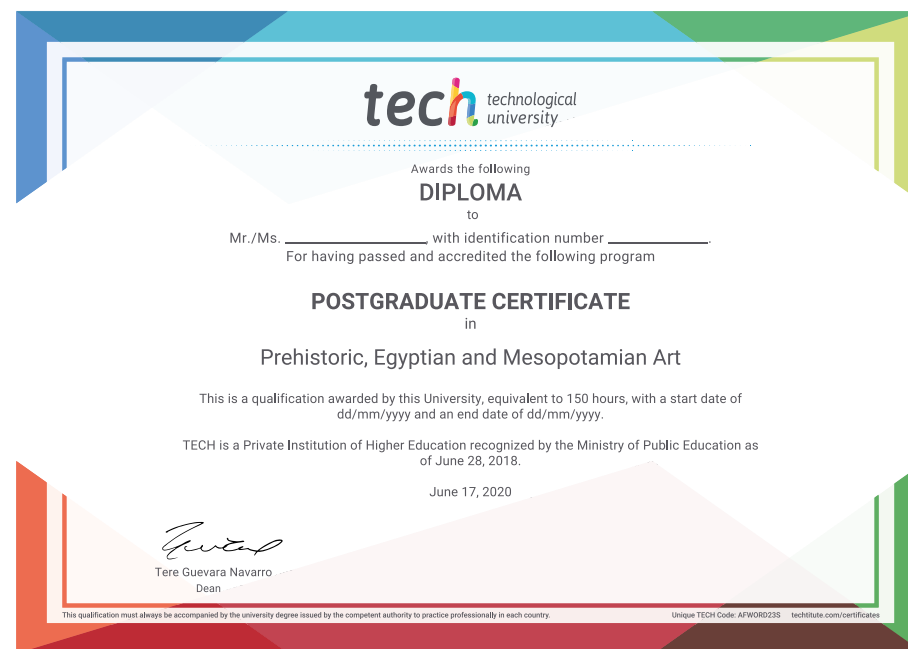 tech technological
university
Awards the following
DIPLOMA
to
Mr./Ms. ____________________, with identification number ______________.
For having passed and accredited the following program
POSTGRADUATE CERTIFICATE
in
Prehistoric, Egyptian and Mesopotamian Art
This is a qualification awarded by this University, equivalent to 150 hours, with a start date of
dd/mm/yyyy and an end date of dd/mm/yyyy.
TECH is a Private Institution of Higher Education recognized by the Ministry of Public Education as
of June 28, 2018.
June 17, 2020
Tere Guevara Navarro
Dean
This qualification must always be accompanied by the university degree issued by the competent authority to practice professionally in each country. Unique TECH Code: AFWORD23S techtitute.com/certificates